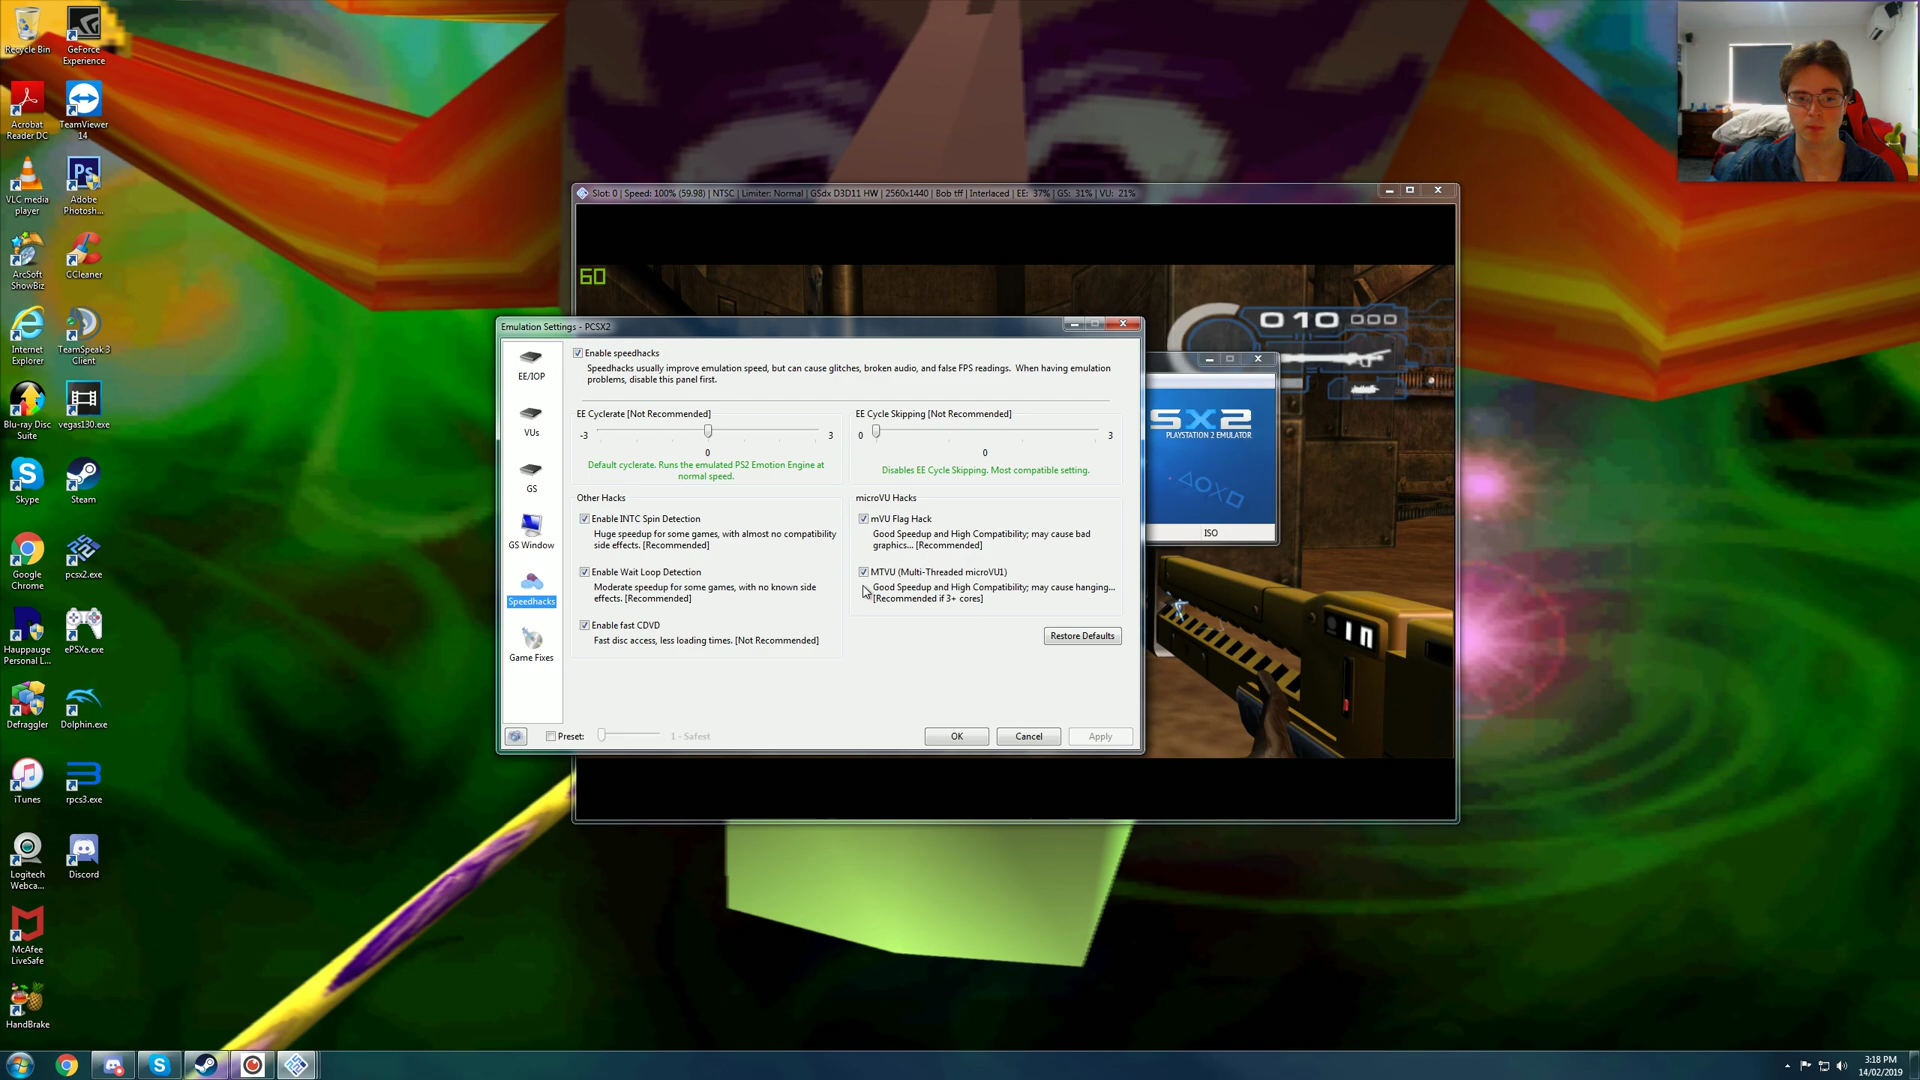 Recycle Bin
GeForce
Experience
Acrobat
Reader DC
TeamViewer
14
VLC media
player
Adobe
Photosh...
ArcSoft
ShowBiz
CCleaner
Internet
Explorer
TeamSpeak 3
Client
Blu-ray Disc
Suite
vegas130.exe
Skype
Steam
Google
Chrome
pcsx2.exe
Hauppauge
Personal L...
ePSXe.exe
Defraggler
Dolphin.exe
iTunes
rpcs3.exe
Logitech
Webca...
Discord
McAfee
LiveSafe
HandBrake
Slot: 0 | Speed: 100% (59.98) | NTSC | Limiter: Normal | GSdx D3D11 HW | 2560x1440 | Bob tff | Interlaced | EE: 37% | GS: 31% | VU: 21%
60
010 000
Emulation Settings - PCSX2
EE/IOP
VUs
GS
GS Window
Speedhacks
Game Fixes
Enable speedhacks
Speedhacks usually improve emulation speed, but can cause glitches, broken audio, and false FPS readings. When having emulation
problems, disable this panel first.
EE Cyclerate [Not Recommended]
-3
3
0
Default cyclerate. Runs the emulated PS2 Emotion Engine at
normal speed.
EE Cycle Skipping [Not Recommended]
0
3
0
Disables EE Cycle Skipping. Most compatible setting.
Other Hacks
Enable INTC Spin Detection
Huge speedup for some games, with almost no compatibility
side effects. [Recommended]
Enable Wait Loop Detection
Moderate speedup for some games, with no known side
effects. [Recommended]
Enable fast CDVD
Fast disc access, less loading times. [Not Recommended]
microVU Hacks
mVU Flag Hack
Good Speedup and High Compatibility; may cause bad
graphics... [Recommended]
MTVU (Multi-Threaded microVU1)
Good Speedup and High Compatibility; may cause hanging...
[Recommended if 3+ cores]
Restore Defaults
Preset:
1 - Safest
OK
Cancel
Apply
SX2
PLAYSTATION 2 EMULATOR
ISO
3:18 PM
14/02/2019